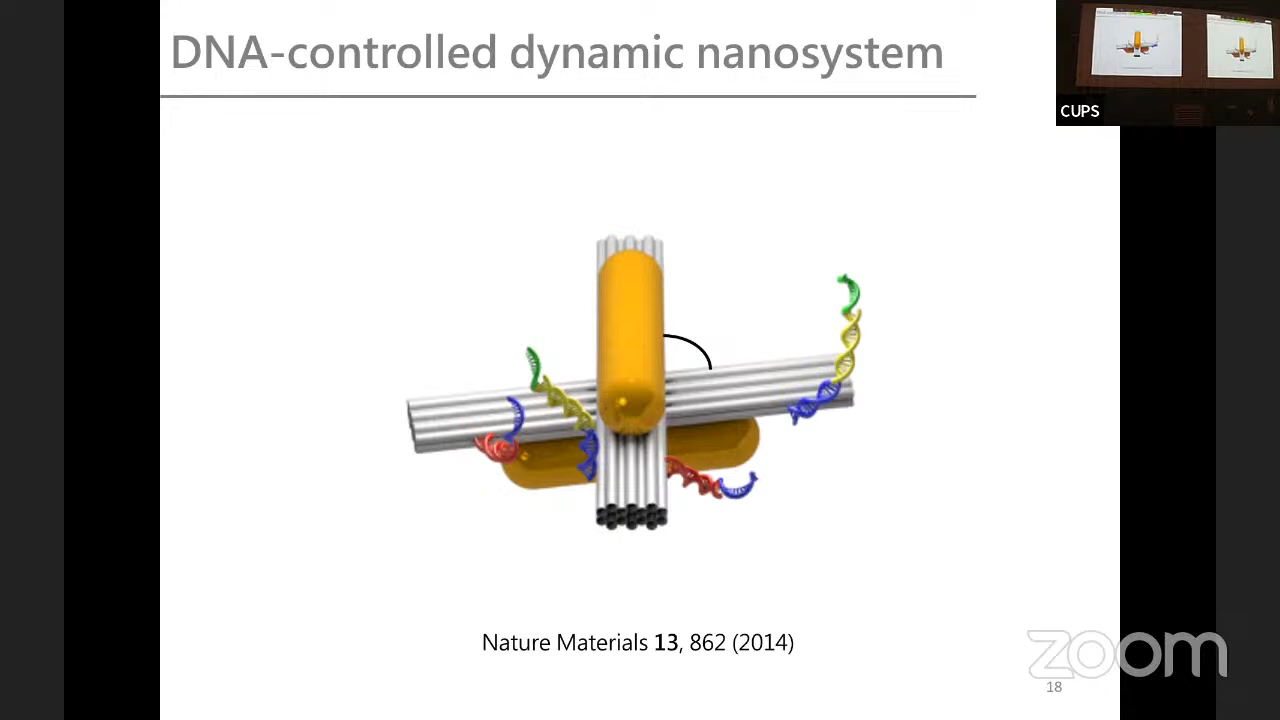 DNA-controlled dynamic nanosystem
CUPS
Nature Materials 13, 862 (2014)
zoom
18